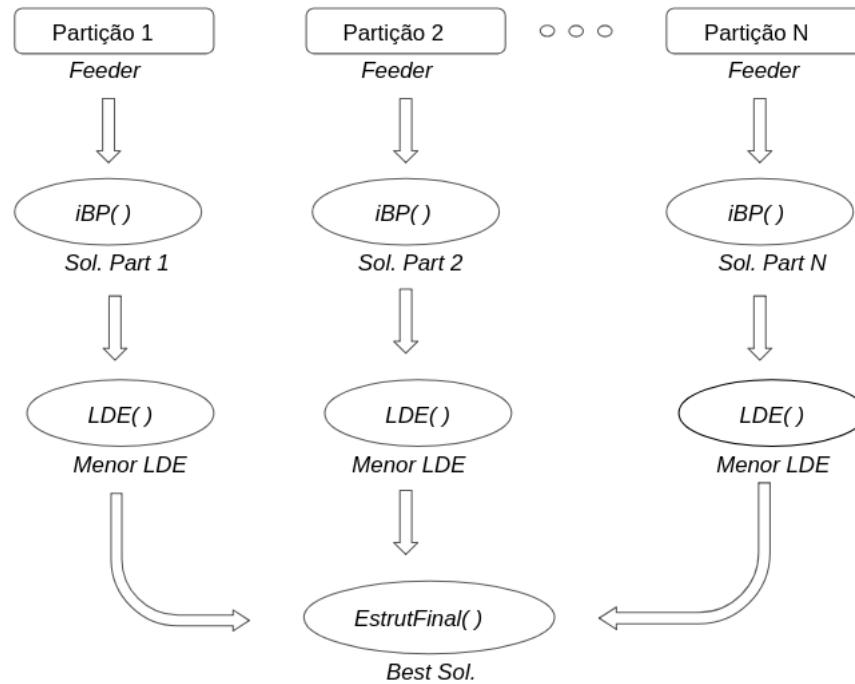 Partição 1
Partição 2
Partição N
Feeder
Feeder
Feeder
iBP( )
iBP( )
iBP( )
Sol. Part 1
Sol. Part 2
Sol. Part N
LDE( )
LDE( )
LDE( )
Menor LDE
Menor LDE
Menor LDE
EstrutFinal( )
Best Sol.